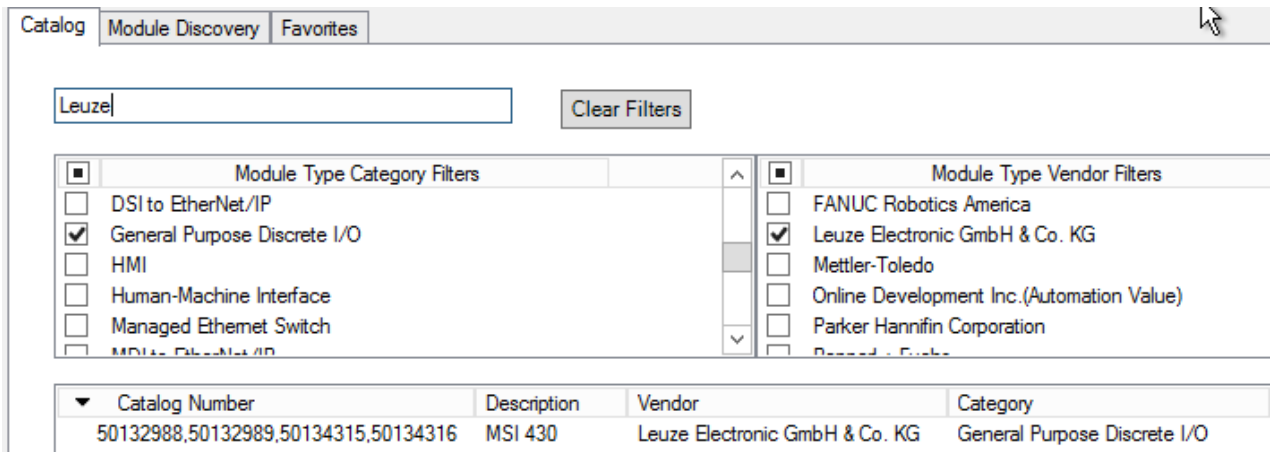 Catalog Module Discovery Favorites
Leuze Clear Filters
Module Type Category Filters Module Type Vendor Filters
DSI to EtherNet/IP FANUC Robotics America
General Purpose Discrete I/O Leuze Electronic GmbH & Co. KG
HMI Mettler-Toledo
Human-Machine Interface Online Development Inc.(Automation Value)
Managed Ethernet Switch Parker Hannifin Corporation
Catalog Number Description Vendor Category
50132988,50132989,50134315,50134316 MSI 430 Leuze Electronic GmbH & Co. KG General Purpose Discrete I/O